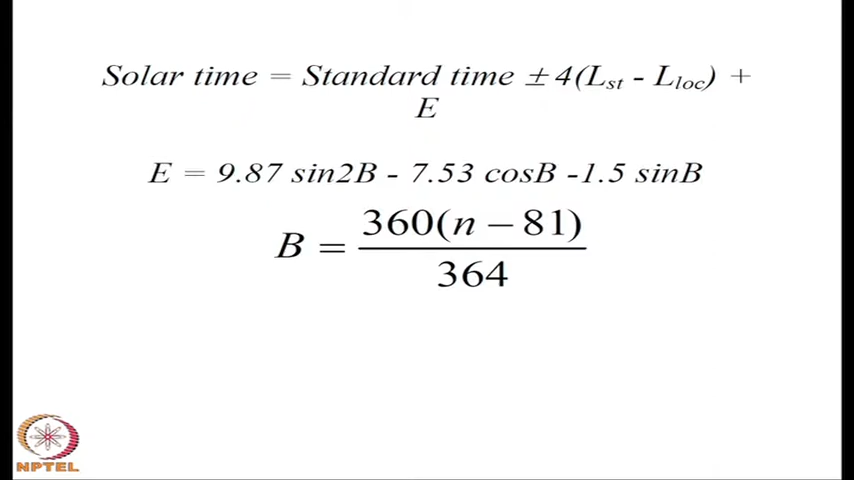 Solar time = Standard time ± 4(Lst - Lloc) +
E
E = 9.87 sin2B - 7.53 cosB -1.5 sinB
B = 360(n − 81) / 364
NPTEL